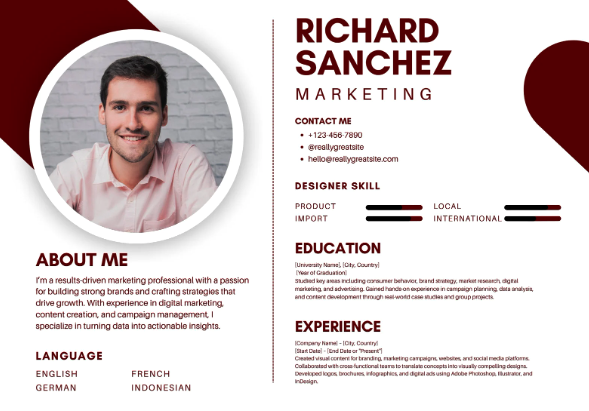 RICHARD
SANCHEZ
MARKETING
CONTACT ME
• +123-456-7890
• @reallygreatsite
• hello@reallygreatsite.com
DESIGNER SKILL
PRODUCT
LOCAL
IMPORT
INTERNATIONAL
EDUCATION
[University Name], [City, Country]
[Year of Graduation]
Studied key areas including consumer behavior, brand strategy, market research, digital
marketing, and advertising. Gained hands-on experience in campaign planning, data analysis,
and content development through real-world case studies and group projects.
EXPERIENCE
[Company Name] – [City, Country]
[Start Date] – [End Date or "Present"]
Created visual content for branding, marketing campaigns, websites, and social media platforms.
Collaborated with cross-functional teams to translate concepts into visually compelling designs.
Developed logos, brochures, infographics, and digital ads using Adobe Photoshop, Illustrator, and
InDesign.
ABOUT ME
I'm a results-driven marketing professional with a passion
for building strong brands and crafting strategies that
drive growth. With experience in digital marketing,
content creation, and campaign management, I
specialize in turning data into actionable insights.
LANGUAGE
ENGLISH
FRENCH
GERMAN
INDONESIAN